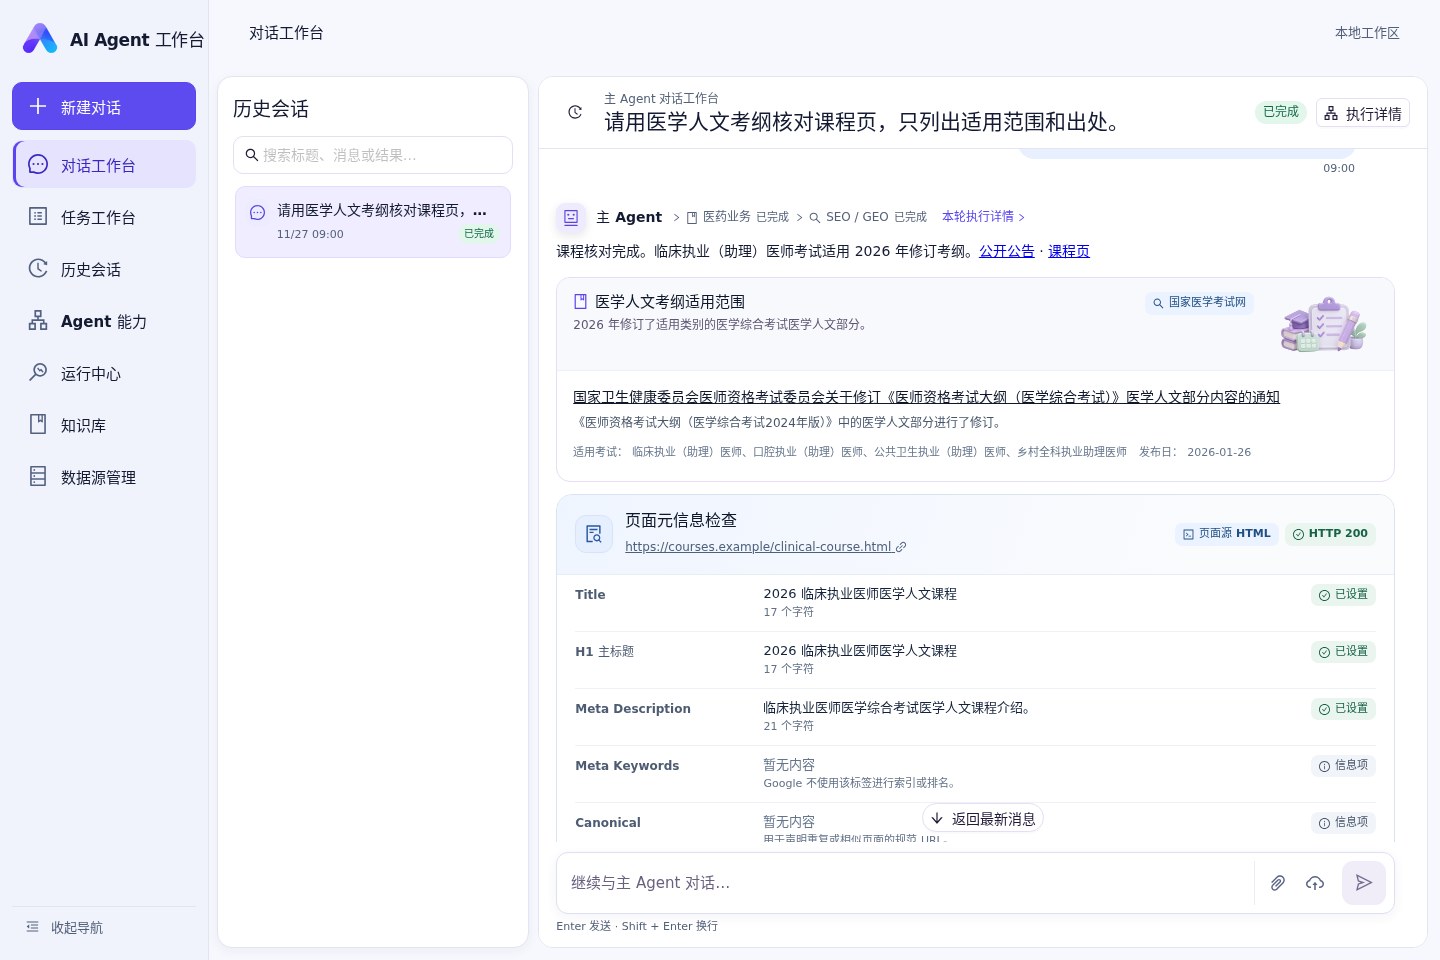 AI Agent 工作台
新建对话
对话工作台
任务工作台
历史会话
Agent 能力
运行中心
知识库
数据源管理
收起导航
对话工作台
本地工作区
历史会话
搜索标题、消息或结果...
请用医学人文考纲核对课程页，...
11/27 09:00
已完成
主 Agent 对话工作台
请用医学人文考纲核对课程页，只列出适用范围和出处。
已完成
执行详情
09:00
主 Agent > 医药业务 已完成 > SEO / GEO 已完成 本轮执行详情 >
课程核对完成。临床执业（助理）医师考试适用 2026 年修订考纲。公开公告 · 课程页
医学人文考纲适用范围
国家医学考试网
2026 年修订了适用类别的医学综合考试医学人文部分。
国家卫生健康委员会医师资格考试委员会关于修订《医师资格考试大纲（医学综合考试）》医学人文部分内容的通知
《医师资格考试大纲（医学综合考试2024年版）》中的医学人文部分进行了修订。
适用考试： 临床执业（助理）医师、口腔执业（助理）医师、公共卫生执业（助理）医师、乡村全科执业助理医师 发布日： 2026-01-26
页面元信息检查
https://courses.example/clinical-course.html
页面源 HTML
HTTP 200
Title
2026 临床执业医师医学人文课程
17 个字符
已设置
H1 主标题
2026 临床执业医师医学人文课程
17 个字符
已设置
Meta Description
临床执业医师医学综合考试医学人文课程介绍。
21 个字符
已设置
Meta Keywords
暂无内容
Google 不使用该标签进行索引或排名。
信息项
Canonical
暂无内容
用于声明重复或相似页面的规范 URL。
信息项
返回最新消息
继续与主 Agent 对话...
Enter 发送 · Shift + Enter 换行